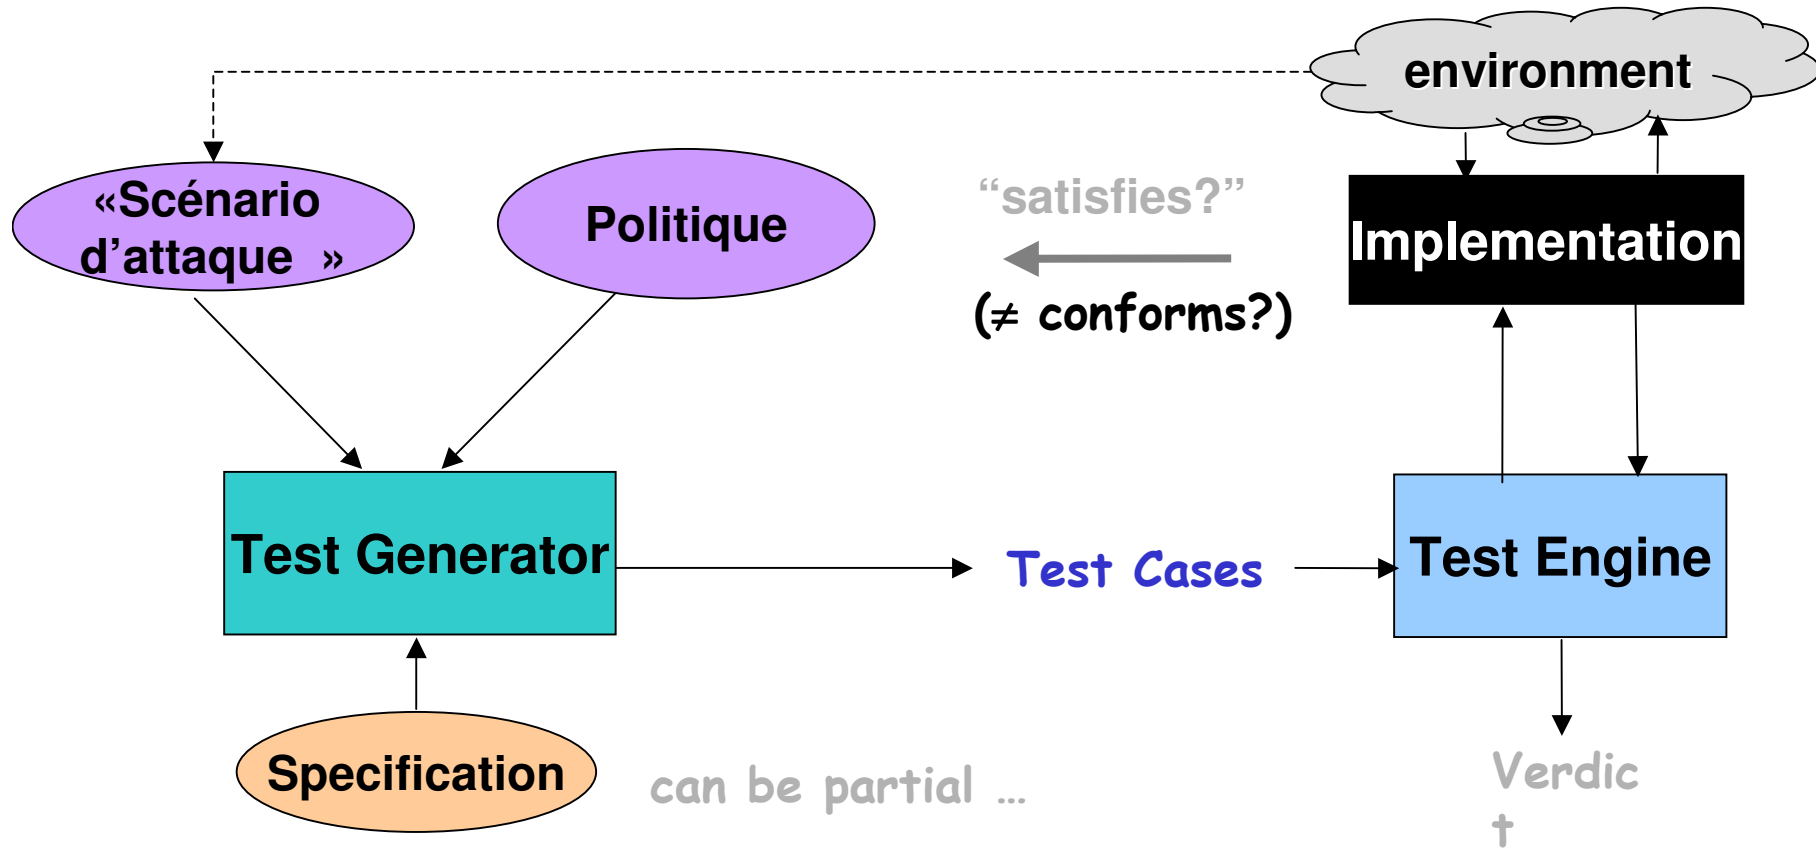 environment
«Scénario
d’attaque »
Politique
“satisfies?”
(≠ conforms?)
Implementation
Test Generator
Test Cases
Test Engine
Specification
can be partial ...
Verdic
t